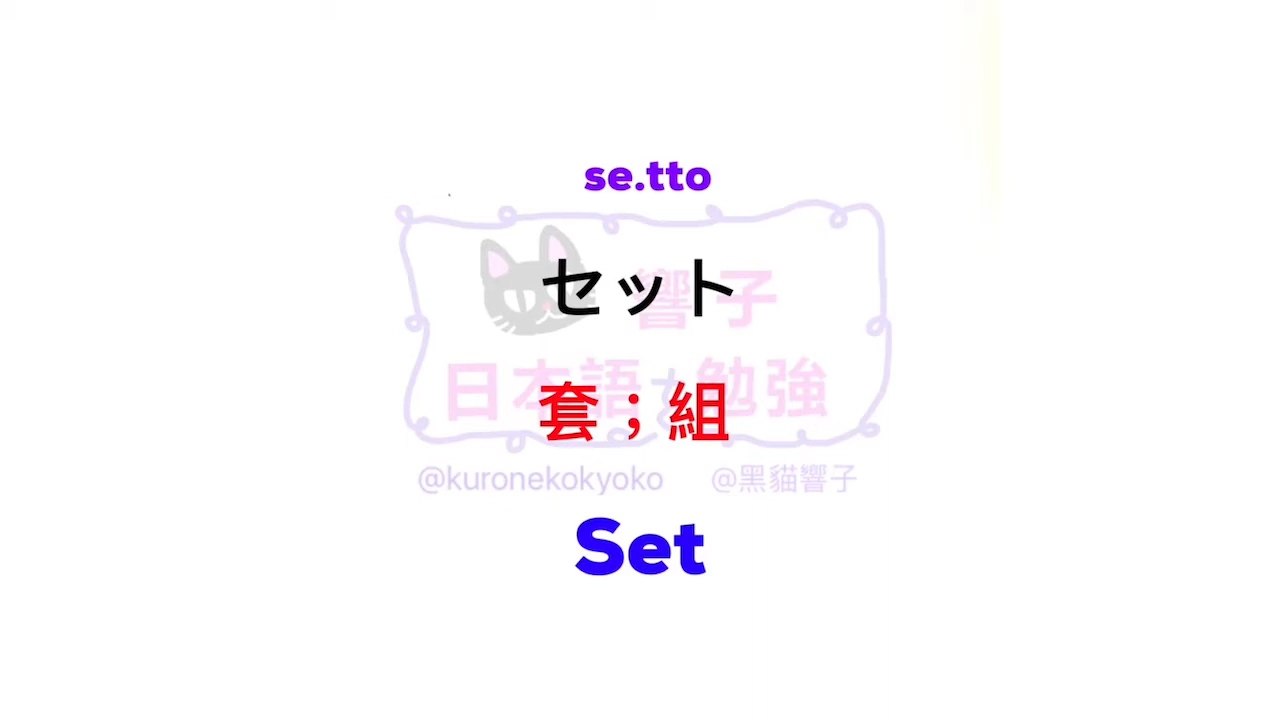 se.tto
セット
響子
套；組
日本語を勉強
@kuronekokyoko @黑貓響子
Set